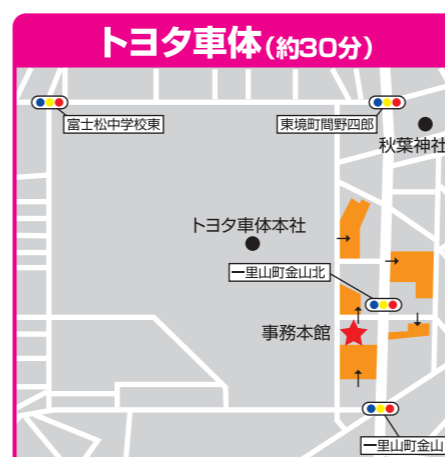 トヨタ車体(約30分)
富士松中学校東
東境町間野四郎
秋葉神社
トヨタ車体本社
一里山町金山北
事務本館
一里山町金山